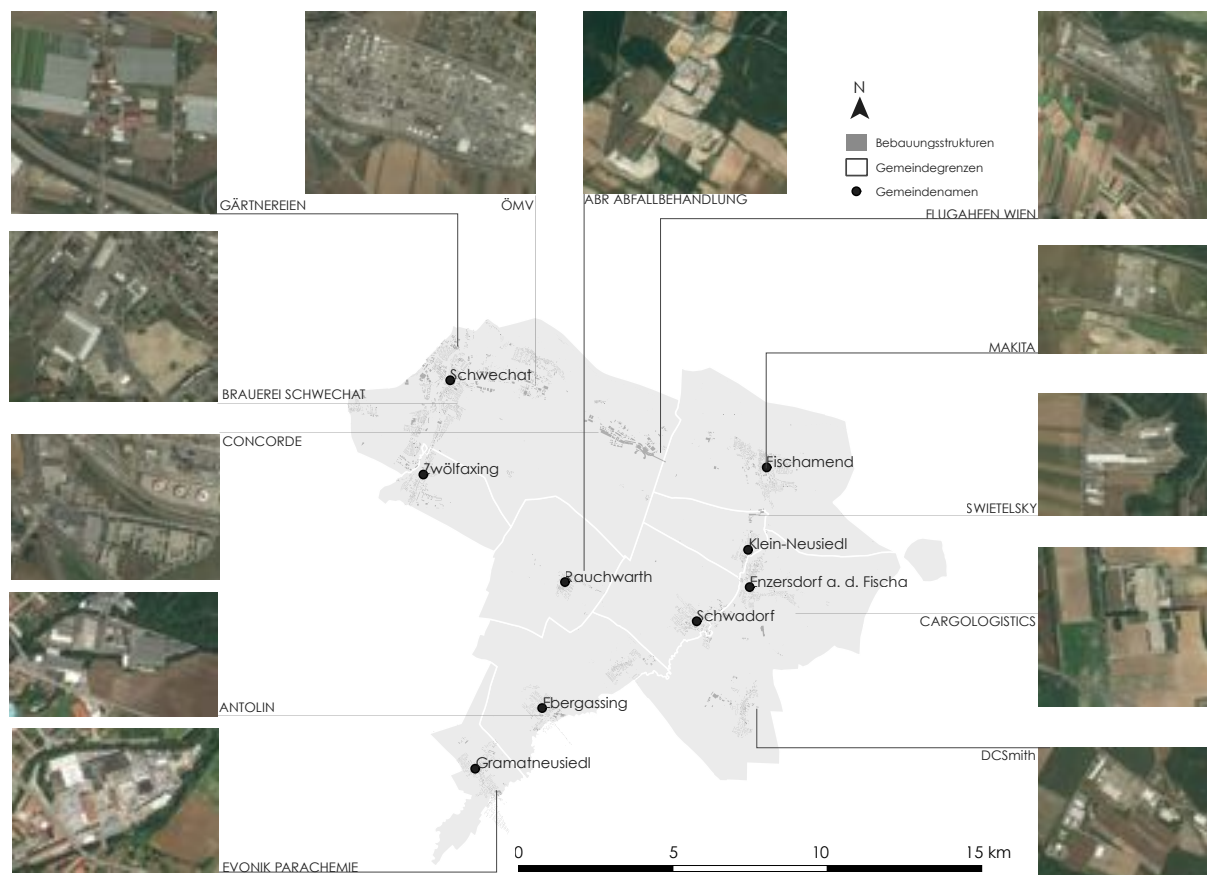 N
Bebauungsstrukturen
Gemeindegrenzen
Gemeindenamen
GÄRTNEREIEN
ÖMV
ABR ABFALLBEHANDLUNG
FLUGAHFEN WIEN
MAKITA
BRAUEREI SCHWECHAT
CONCORDE
Schwechat
Zwölfaxing
Fischamend
SWIETELSKY
Klein-Neusiedl
Rauchwarth
Enzersdorf a. d. Fischa
Schwadorf
CARGOLOGISTICS
ANTOLIN
Ebergassing
Gramatneusiedl
DCSmith
EVONIK PARACHEMIE
0 5 10 15 km